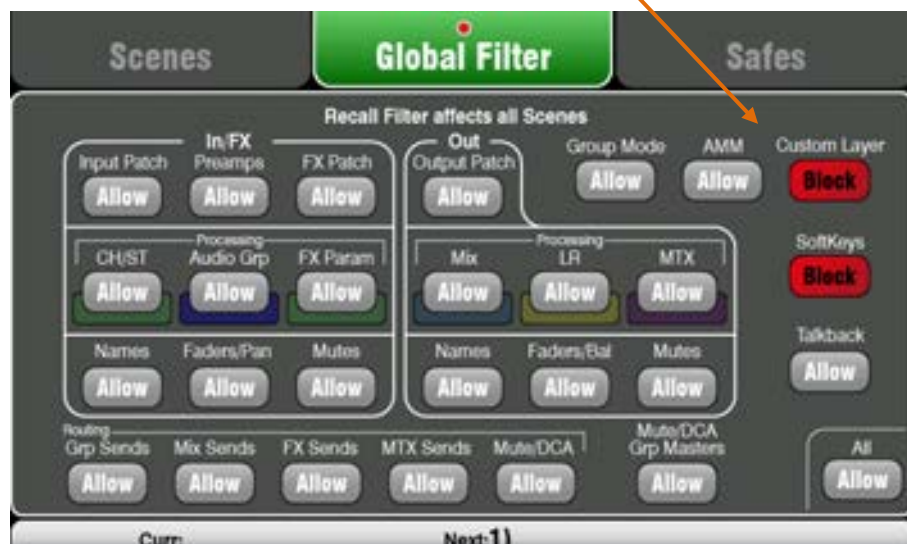 Scenes Global Filter Safes
Recall Filter affects all Scenes
In/FX Out Group Mode AMM Custom Layer
Input Patch Preamps FX Patch Output Patch
Allow Allow Allow Allow Allow Allow Block
Processing Processing SoftKeys
CH/ST Audio Grp FX Param Mix LR MTX
Allow Allow Allow Allow Allow Allow Block
Names Faders/Pan Mutes Names Faders/Bal Mutes Talkback
Allow Allow Allow Allow Allow Allow Allow
Routing Mute/DCA
Grp Sends Mix Sends FX Sends MTX Sends Mute/DCA Grp Masters All
Allow Allow Allow Allow Allow Allow Allow
Curr: Next:1)